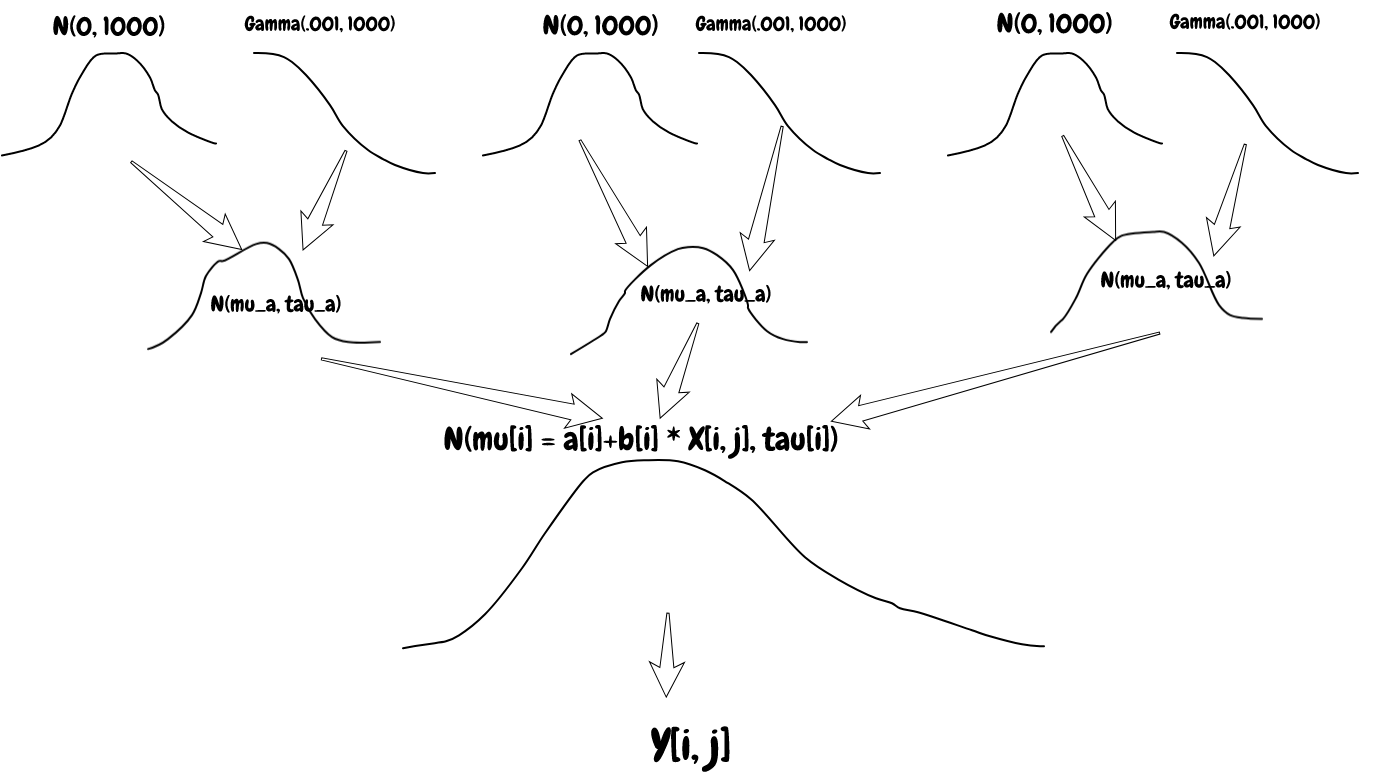 N(0, 1000)
Gamma(.001, 1000)
N(0, 1000)
Gamma(.001, 1000)
N(0, 1000)
Gamma(.001, 1000)
N(mu_a, tau_a)
N(mu_a, tau_a)
N(mu_a, tau_a)
N(mu[i] = a[i]+b[i] * X[i, j], tau[i])
Y[i, j]